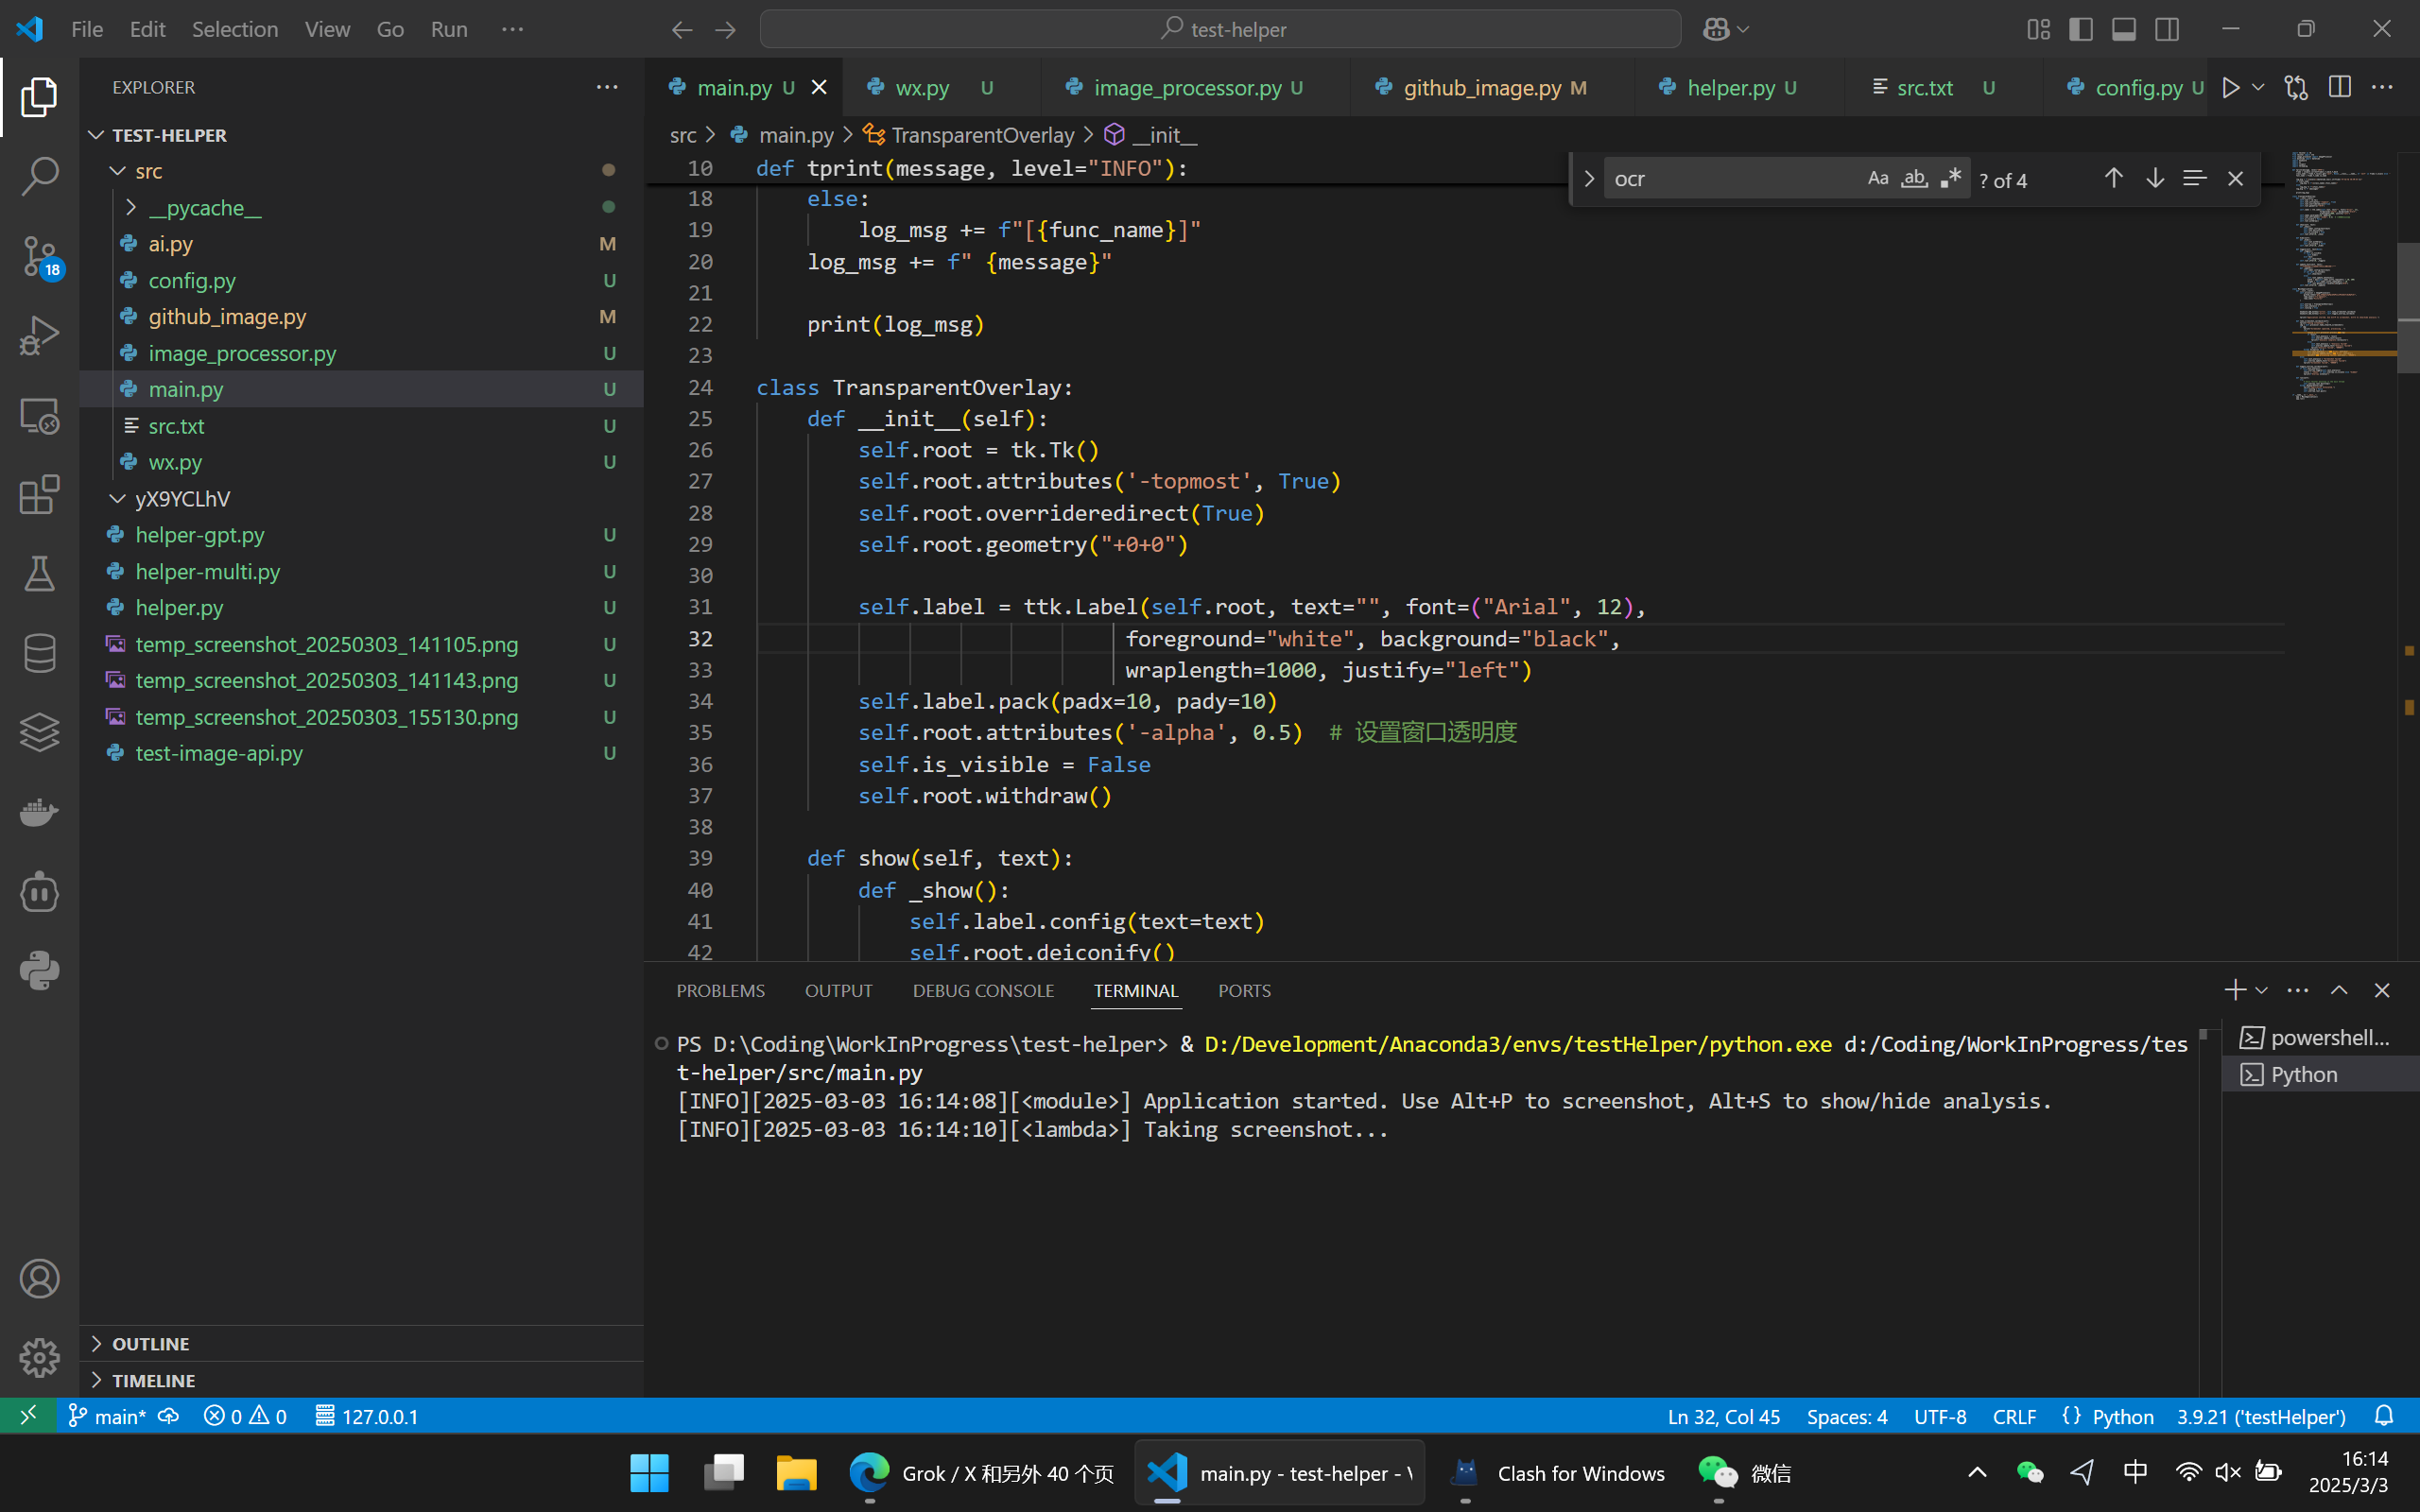 File Edit Selection View Go Run ···
test-helper
EXPLORER
TEST-HELPER
src
__pycache__
ai.py M
config.py U
github_image.py M
image_processor.py U
main.py U
src.txt U
wx.py U
yX9YCLhV
helper-gpt.py U
helper-multi.py U
helper.py U
temp_screenshot_20250303_141105.png U
temp_screenshot_20250303_141143.png U
temp_screenshot_20250303_155130.png U
test-image-api.py U
OUTLINE
TIMELINE
18
main.py U wx.py U image_processor.py U github_image.py M helper.py U src.txt U config.py U
src > main.py > TransparentOverlay > __init__
ocr Aa ab .* ? of 4
10 def tprint(message, level="INFO"):
18 else:
19 log_msg += f"[{func_name}]"
20 log_msg += f" {message}"
21
22 print(log_msg)
23
24 class TransparentOverlay:
25 def __init__(self):
26 self.root = tk.Tk()
27 self.root.attributes('-topmost', True)
28 self.root.overrideredirect(True)
29 self.root.geometry("+0+0")
30
31 self.label = ttk.Label(self.root, text="", font=("Arial", 12),
32 foreground="white", background="black",
33 wraplength=1000, justify="left")
34 self.label.pack(padx=10, pady=10)
35 self.root.attributes('-alpha', 0.5) # 设置窗口透明度
36 self.is_visible = False
37 self.root.withdraw()
38
39 def show(self, text):
40 def _show():
41 self.label.config(text=text)
42 self.root.deiconify()
PROBLEMS OUTPUT DEBUG CONSOLE TERMINAL PORTS
PS D:\Coding\WorkInProgress\test-helper> & D:/Development/Anaconda3/envs/testHelper/python.exe d:/Coding/WorkInProgress/tes
t-helper/src/main.py
[INFO][2025-03-03 16:14:08][<module>] Application started. Use Alt+P to screenshot, Alt+S to show/hide analysis.
[INFO][2025-03-03 16:14:10][<lambda>] Taking screenshot...
powershell...
Python
main* 0 0 127.0.0.1 Ln 32, Col 45 Spaces: 4 UTF-8 CRLF {} Python 3.9.21 ('testHelper')
Grok / X 和另外 40 个页 main.py - test-helper - Clash for Windows 微信 中 16:14
2025/3/3